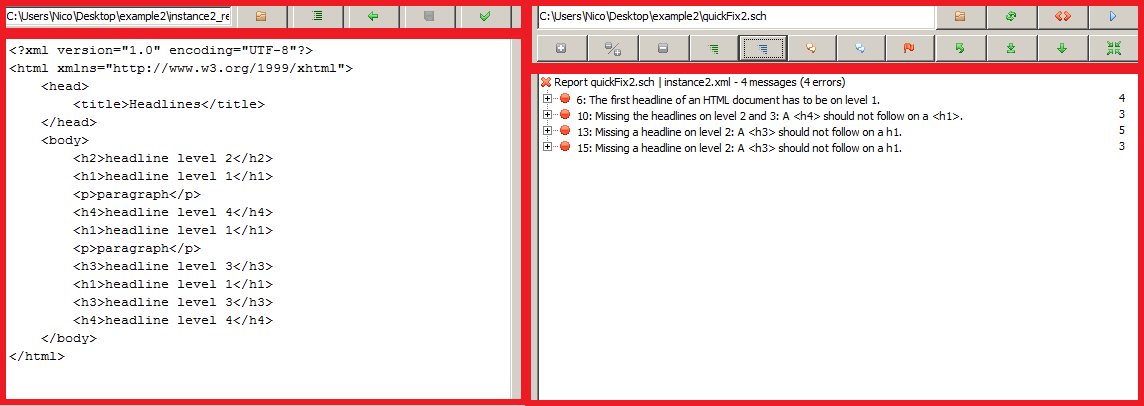 C:\Users\Nico\Desktop\example2\instance2_re
<?xml version="1.0" encoding="UTF-8"?>
<html xmlns="http://www.w3.org/1999/xhtml">
<head>
<title>Headlines</title>
</head>
<body>
<h2>headline level 2</h2>
<h1>headline level 1</h1>
<p>paragraph</p>
<h4>headline level 4</h4>
<h1>headline level 1</h1>
<p>paragraph</p>
<h3>headline level 3</h3>
<h1>headline level 1</h1>
<h3>headline level 3</h3>
<h4>headline level 4</h4>
</body>
</html>
C:\Users\Nico\Desktop\example2\quickFix2.sch
Report quickFix2.sch | instance2.xml - 4 messages (4 errors)
6: The first headline of an HTML document has to be on level 1. 4
10: Missing the headlines on level 2 and 3: A <h4> should not follow on a <h1>. 3
13: Missing a headline on level 2: A <h3> should not follow on a h1. 5
15: Missing a headline on level 2: A <h3> should not follow on a h1. 3